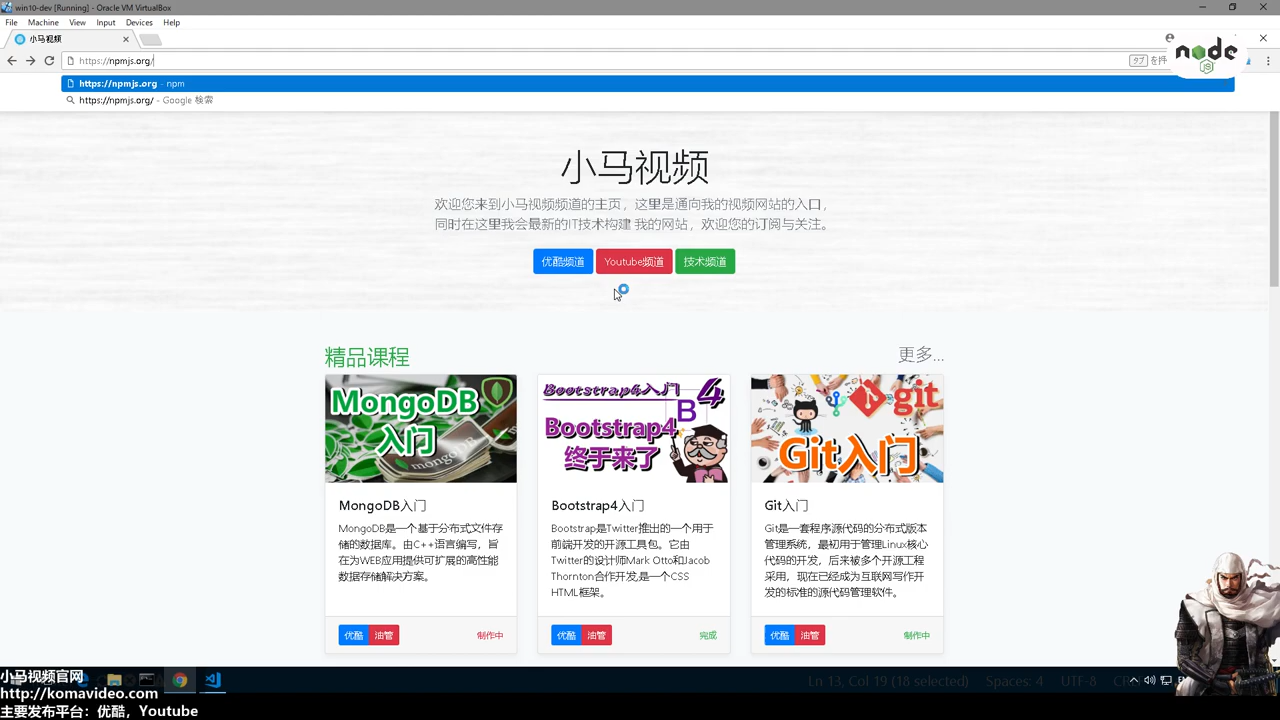 win10-dev [Running] - Oracle VM VirtualBox
File Machine View Input Devices Help
小马视频
https://npmjs.org/
タブ を押
node
JS
https://npmjs.org - npm
https://npmjs.org/ - Google 検索
小马视频
欢迎您来到小马视频频道的主页，这里是通向我的视频网站的入口，
同时在这里我会最新的IT技术构建 我的网站，欢迎您的订阅与关注。
优酷频道 Youtube频道 技术频道
精品课程
更多...
MongoDB
入门
mongo
MongoDB入门
MongoDB是一个基于分布式文件存
储的数据库。由C++语言编写，旨
在为WEB应用提供可扩展的高性能
数据存储解决方案。
优酷 油管 制作中
Bootstrap4入门
4
B
Bootstrap4
终于来了
Bootstrap4入门
Bootstrap是Twitter推出的一个用于
前端开发的开源工具包。它由
Twitter的设计师Mark Otto和Jacob
Thornton合作开发,是一个CSS
HTML框架。
优酷 油管 完成
git
Git入门
Git入门
Git是一套程序源代码的分布式版本
管理系统，最初用于管理Linux核心
代码的开发，后来被多个开源工程
采用，现在已经成为互联网写作开
发的标准的源代码管理软件。
优酷 油管 制作中
Ln 13, Col 19 (18 selected) Spaces: 4 UTF-8
小马视频官网
http://komavideo.com
主要发布平台：优酷，Youtube